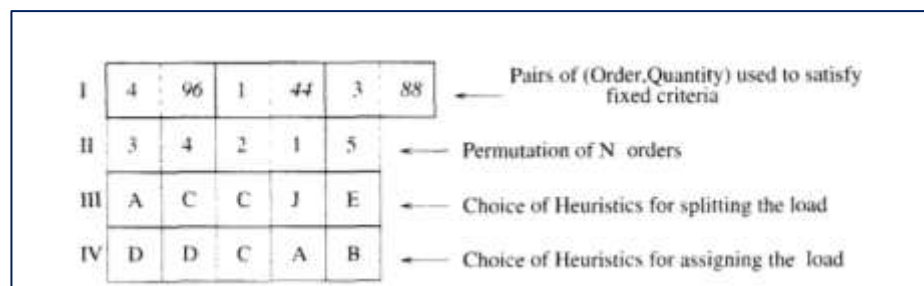 I 4 96 1 44 3 88 Pairs of (Order,Quantity) used to satisfy
fixed criteria
II 3 4 2 1 5 Permutation of N orders
III A C C J E Choice of Heuristics for splitting the load
IV D D C A B Choice of Heuristics for assigning the load